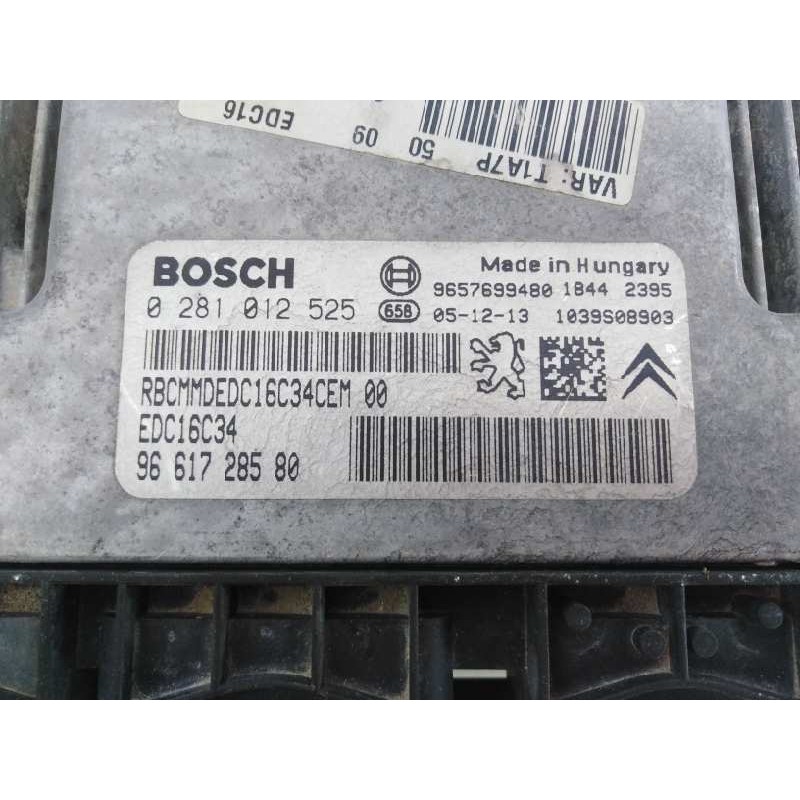 EDC16
09
50
VAR: T1A7P
BOSCH
Made in Hungary
9657699480 1844 2395
0 281 012 525
658
05-12-13 1039S08903
RBCMMDEDC16C34CEM 00
EDC16C34
96 617 285 80